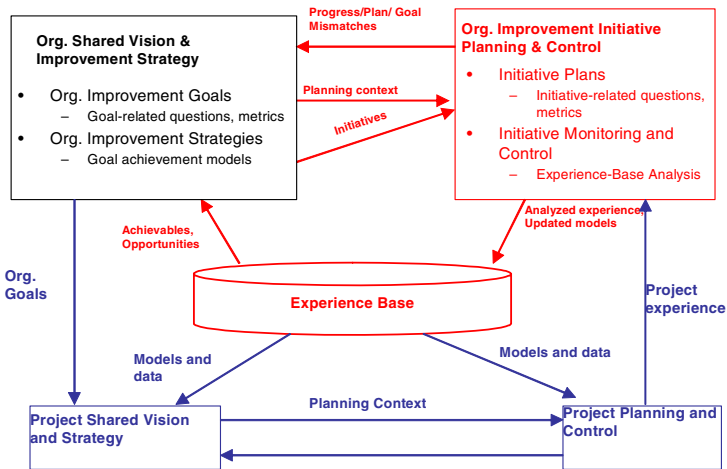 Progress/Plan/ Goal
Mismatches
Org. Shared Vision &
Improvement Strategy
• Org. Improvement Goals
– Goal-related questions, metrics
• Org. Improvement Strategies
– Goal achievement models
Org. Improvement Initiative
Planning & Control
• Initiative Plans
– Initiative-related questions,
metrics
• Initiative Monitoring and
Control
– Experience-Base Analysis
Planning context
Initiatives
Achievables,
Opportunities
Analyzed experience,
Updated models
Org.
Goals
Experience Base
Project
experience
Models and
data
Models and data
Project Shared Vision
and Strategy
Planning Context
Project Planning and
Control